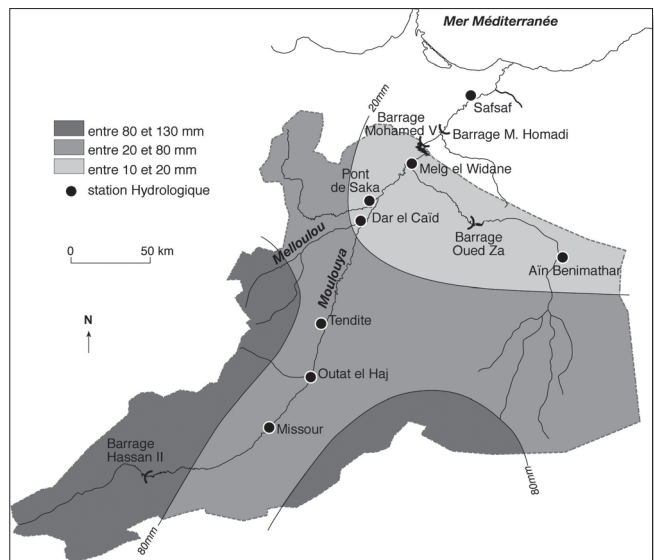 Mer Méditerranée
20mm
Safsaf
entre 80 et 130 mm
entre 20 et 80 mm
entre 10 et 20 mm
station Hydrologique
Barrage
Mohamed V
Barrage M. Homadi
Melg el Widane
Pont
de Saka
Dar el Caïd
0 50 km
Melloulou
Barrage
Oued Za
Aïn Benimathar
Moulouya
N
Tendite
Outat el Haj
Missour
Barrage
Hassan II
80mm
80mm